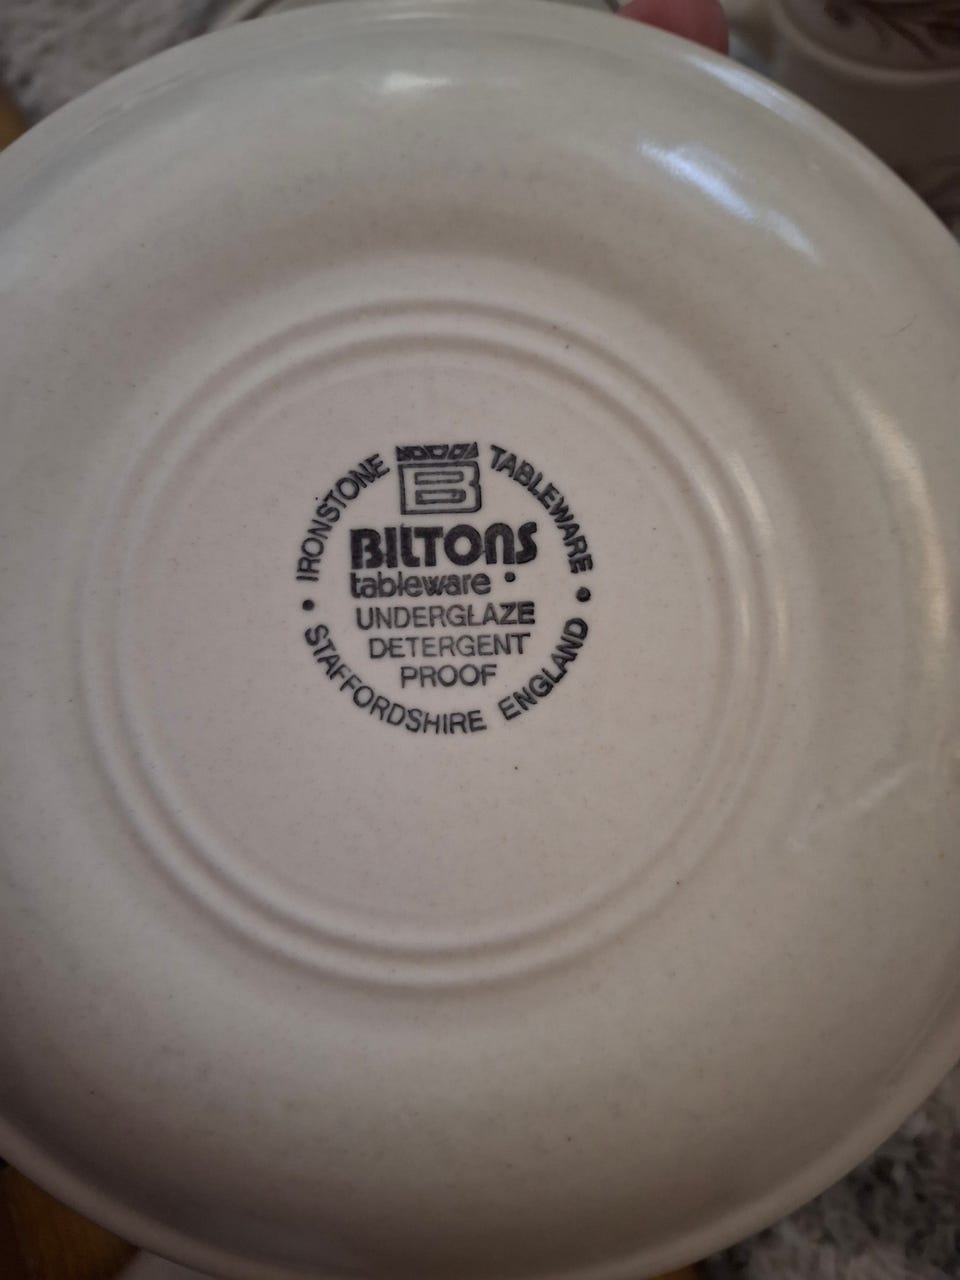 IRONSTONE TABLEWARE
B
BILTONS
tableware
UNDERGLAZE
DETERGENT
PROOF
• STAFFORDSHIRE ENGLAND •